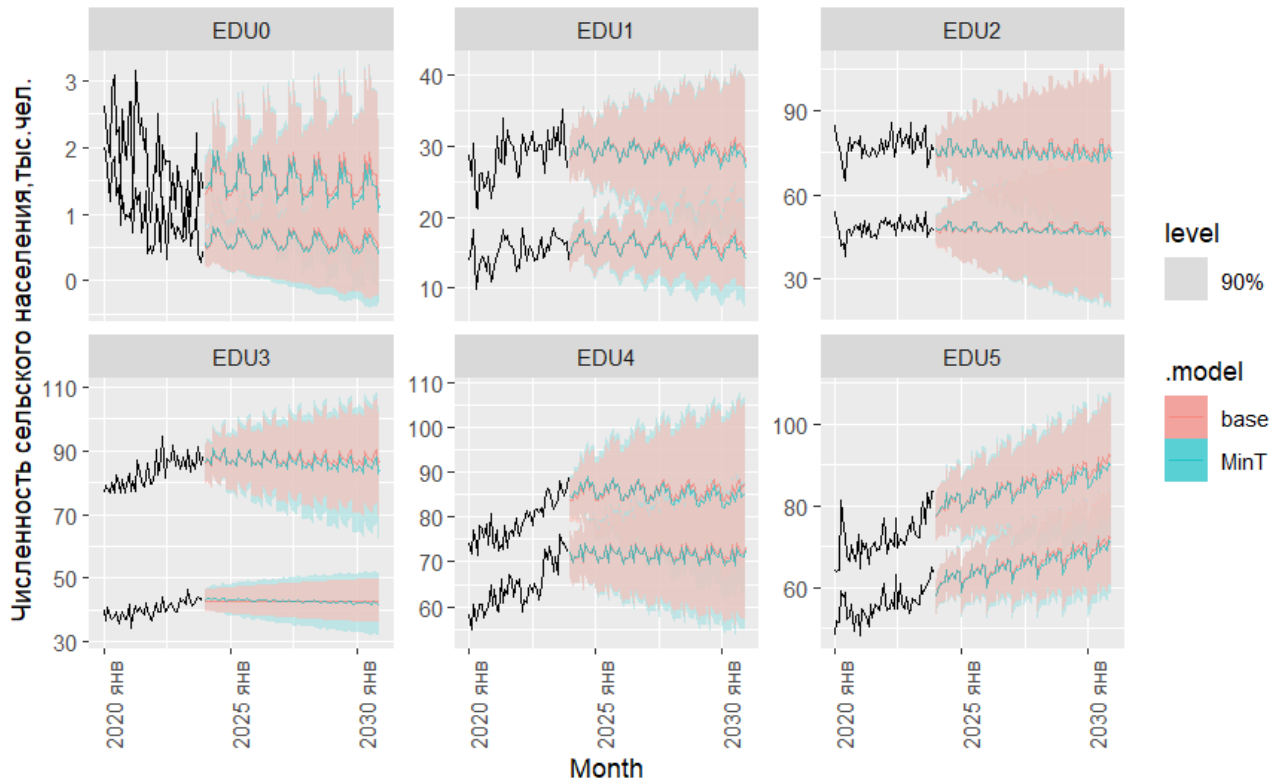 EDU0
EDU1
EDU2
3
2
1
0
40
30
20
10
90
60
30
EDU3
EDU4
EDU5
110
90
70
50
30
110
100
90
80
70
60
100
80
60
2020 янв
2025 янв
2030 янв
2020 янв
2025 янв
2030 янв
2020 янв
2025 янв
2030 янв
Month
Численность сельского населения,тыс.чел.
level
90%
.model
base
MinT